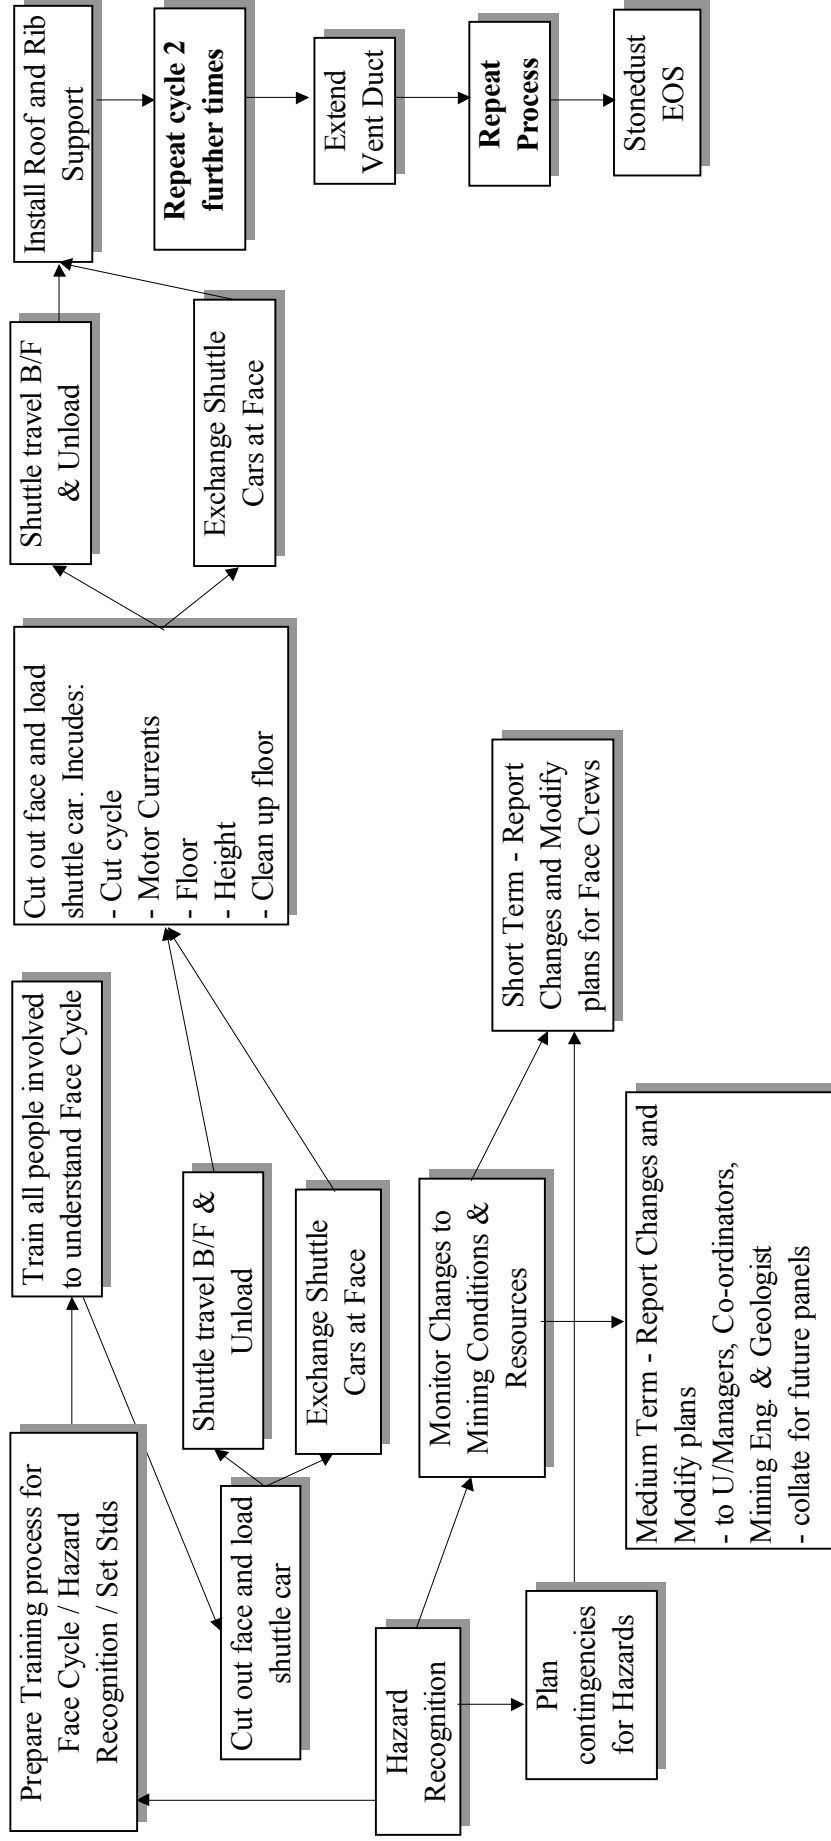 Prepare Training process for
Face Cycle / Hazard
Recognition / Set Stds
Train all people involved
to understand Face Cycle
Cut out face and load
shuttle car
Shuttle travel B/F &
Unload
Exchange Shuttle
Cars at Face
Cut out face and load
shuttle car. Incudes:
- Cut cycle
- Motor Currents
- Floor
- Height
- Clean up floor
Shuttle travel B/F
& Unload
Exchange Shuttle
Cars at Face
Install Roof and Rib
Support
Repeat cycle 2
further times
Extend
Vent Duct
Repeat
Process
Stonedust
EOS
Hazard
Recognition
Plan
contingencies
for Hazards
Monitor Changes to
Mining Conditions &
Resources
Short Term - Report
Changes and Modify
plans for Face Crews
Medium Term - Report Changes and
Modify plans
- to U/Managers, Co-ordinators,
Mining Eng. & Geologist
- collate for future panels